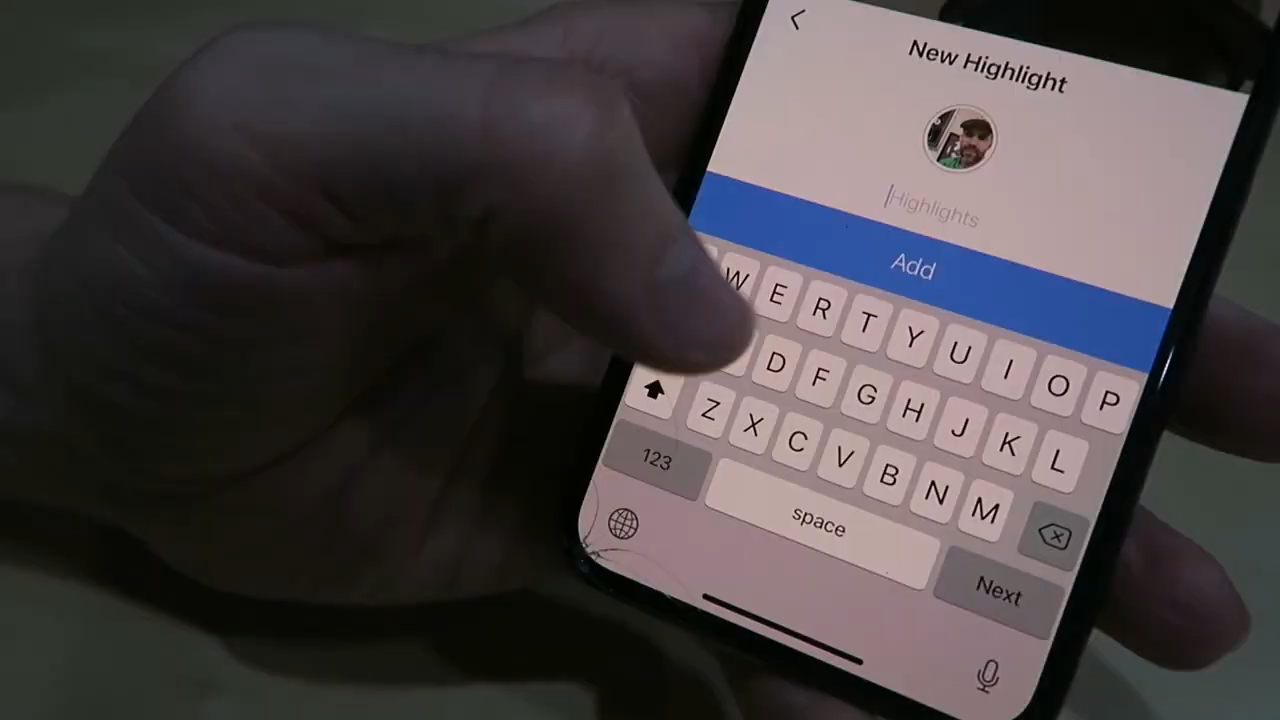 New Highlight
Highlights
Add
W E R T Y U I O P
D F G H J K L
Z X C V B N M
123
space
Next